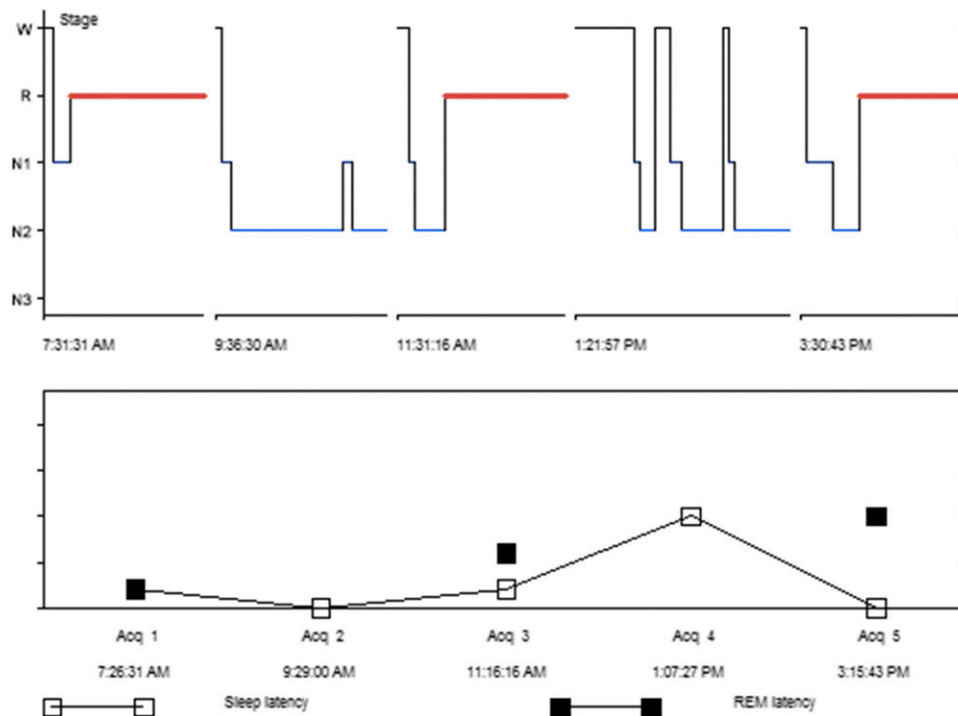 Stage
W
R
N1
N2
N3
7:31:31 AM 9:36:30 AM 11:31:16 AM 1:21:57 PM 3:30:43 PM
Acq 1 Acq 2 Acq 3 Acq 4 Acq 5
7:26:31 AM 9:29:00 AM 11:16:16 AM 1:07:27 PM 3:15:43 PM
Sleep latency REM latency